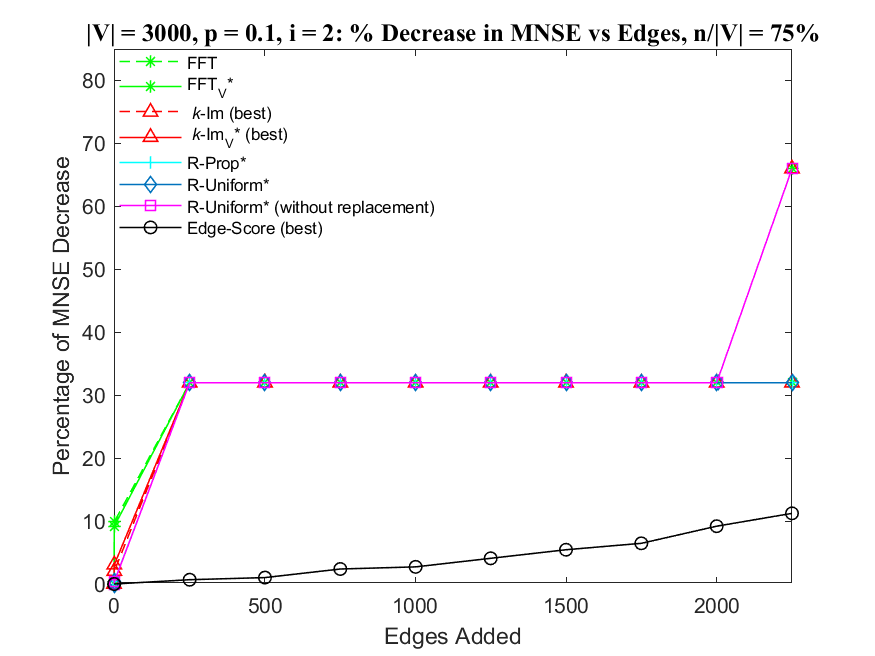 |V| = 3000, p = 0.1, i = 2: % Decrease in MNSE vs Edges, n/|V| = 75%
FFT
FFT_V*
k-Im (best)
k-Im_V* (best)
R-Prop*
R-Uniform*
R-Uniform* (without replacement)
Edge-Score (best)
Percentage of MNSE Decrease
80
70
60
50
40
30
20
10
0
0 500 1000 1500 2000
Edges Added